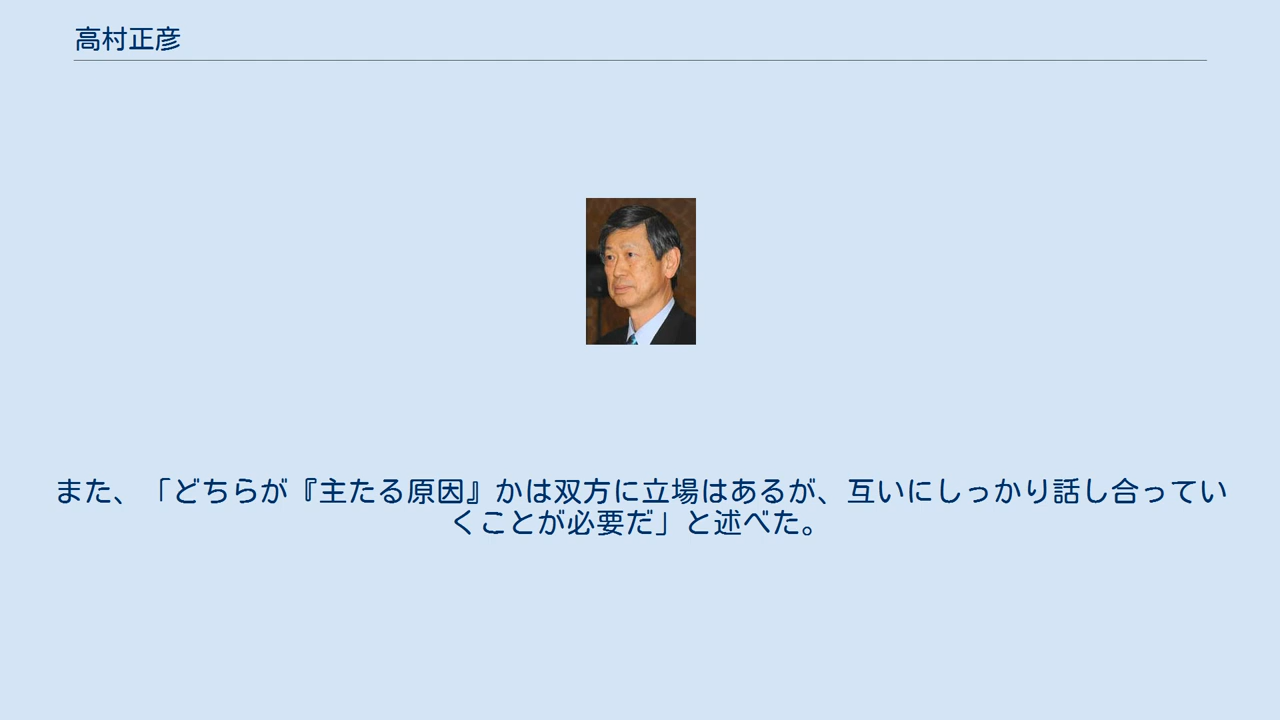 高村正彦
また、「どちらが『主たる原因』かは双方に立場はあるが、互いにしっかり話し合ってい
くことが必要だ」と述べた。